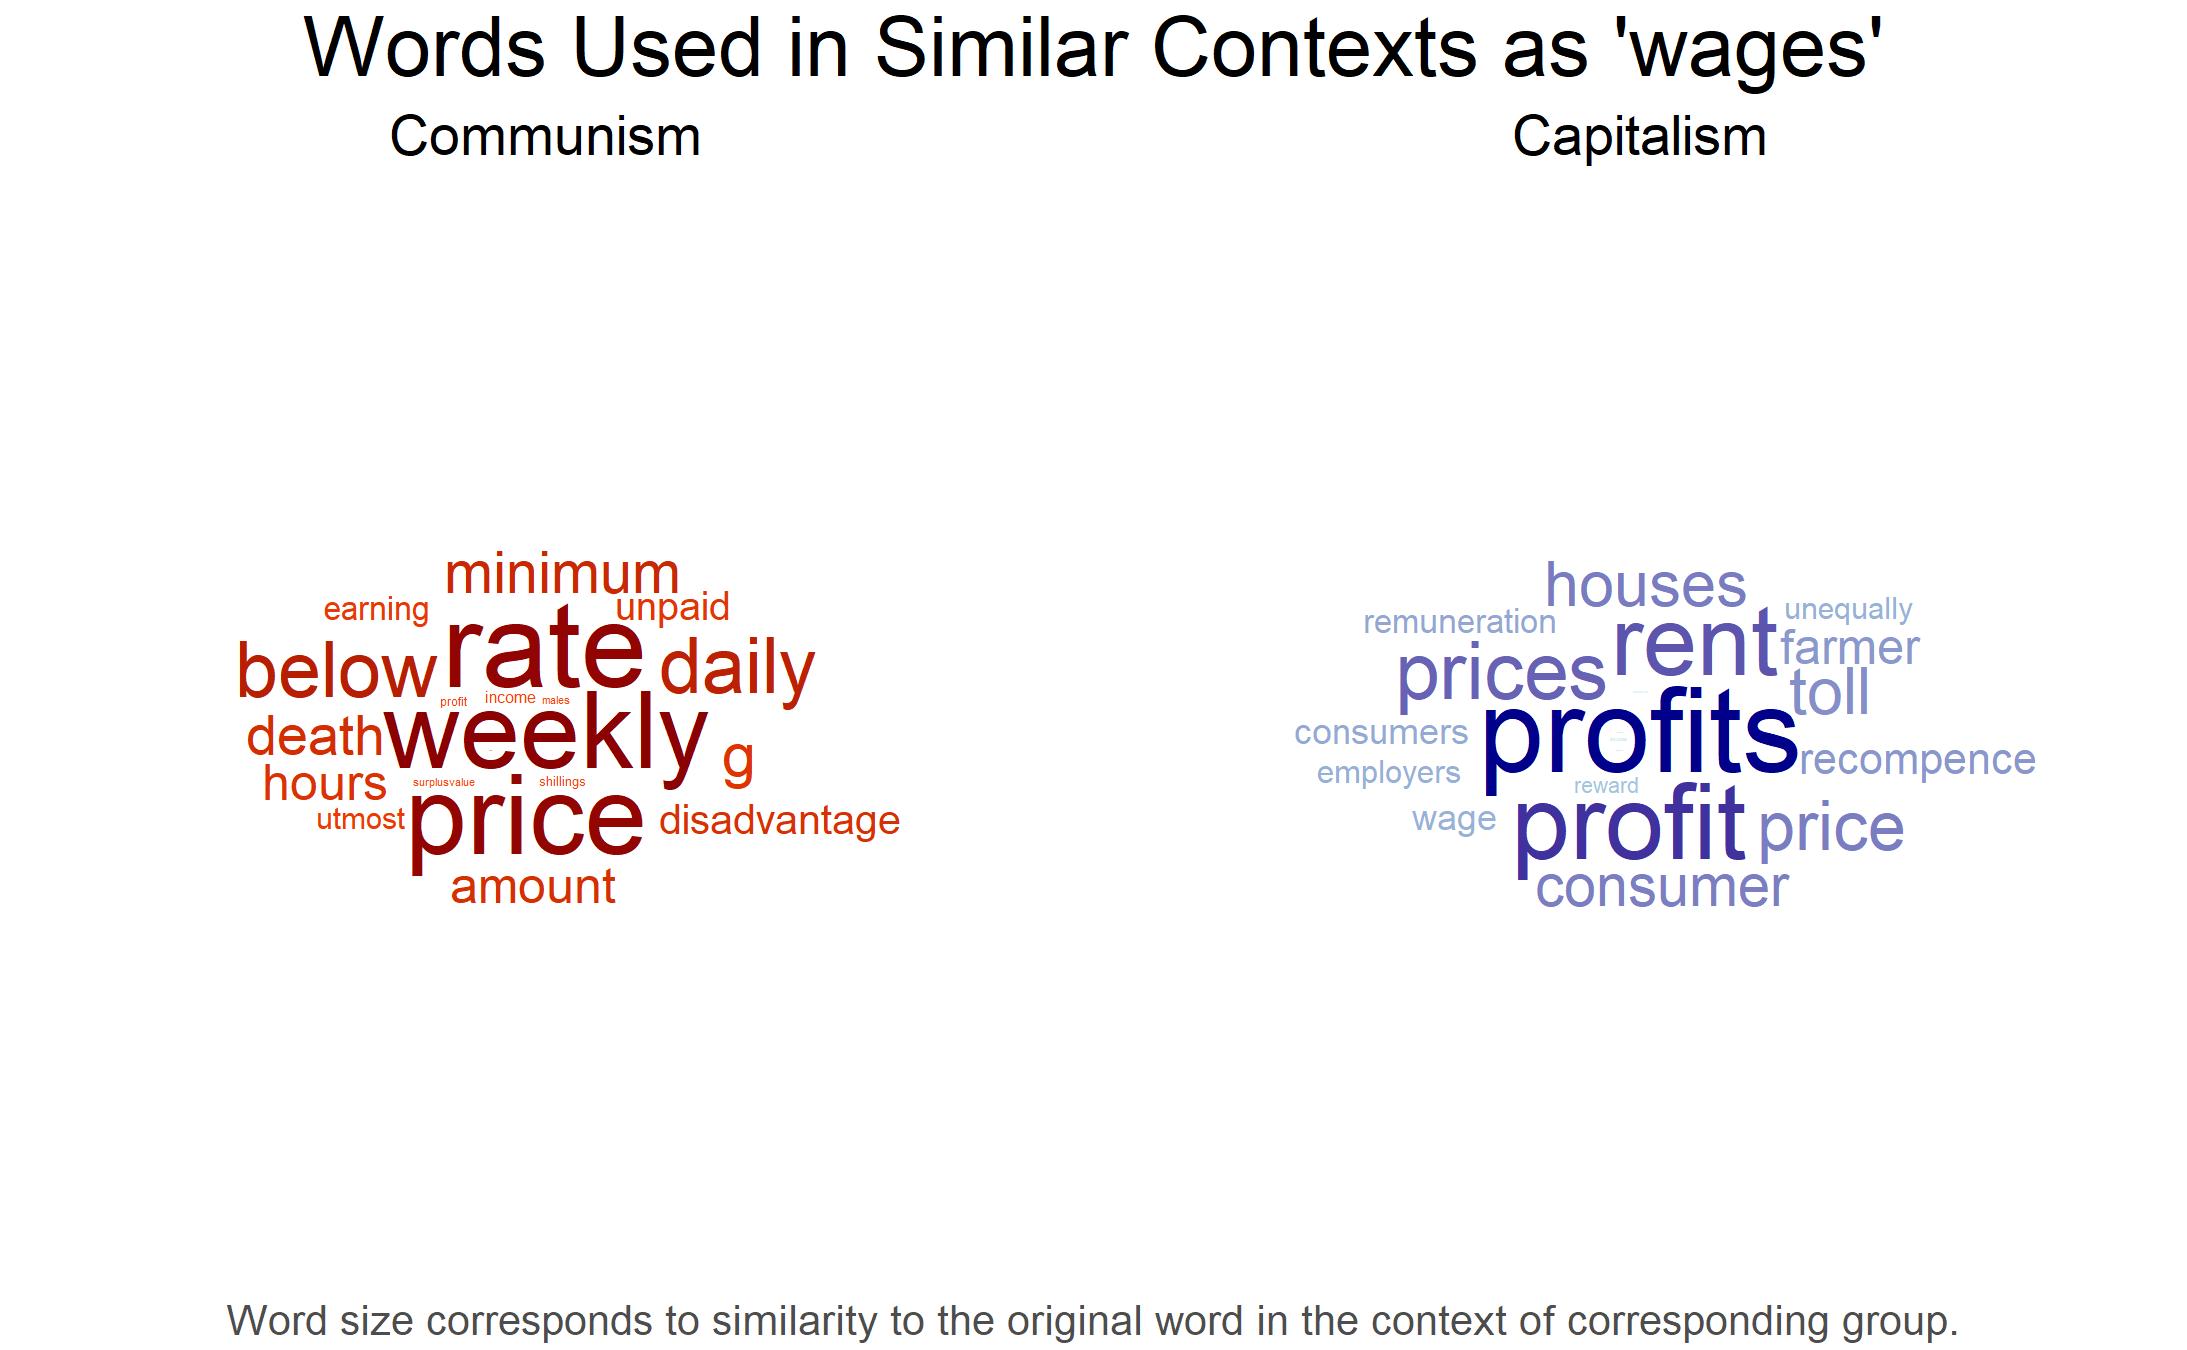 Words Used in Similar Contexts as 'wages'
Communism
Capitalism
minimum
earning
unpaid
rate
below
daily
profit
income
males
death
weekly
g
hours
surplusvalue
shillings
utmost
price
disadvantage
amount
houses
remuneration
unequally
rent
farmer
prices
toll
consumers
profits
recompence
employers
reward
wage
profit
price
consumer
Word size corresponds to similarity to the original word in the context of corresponding group.